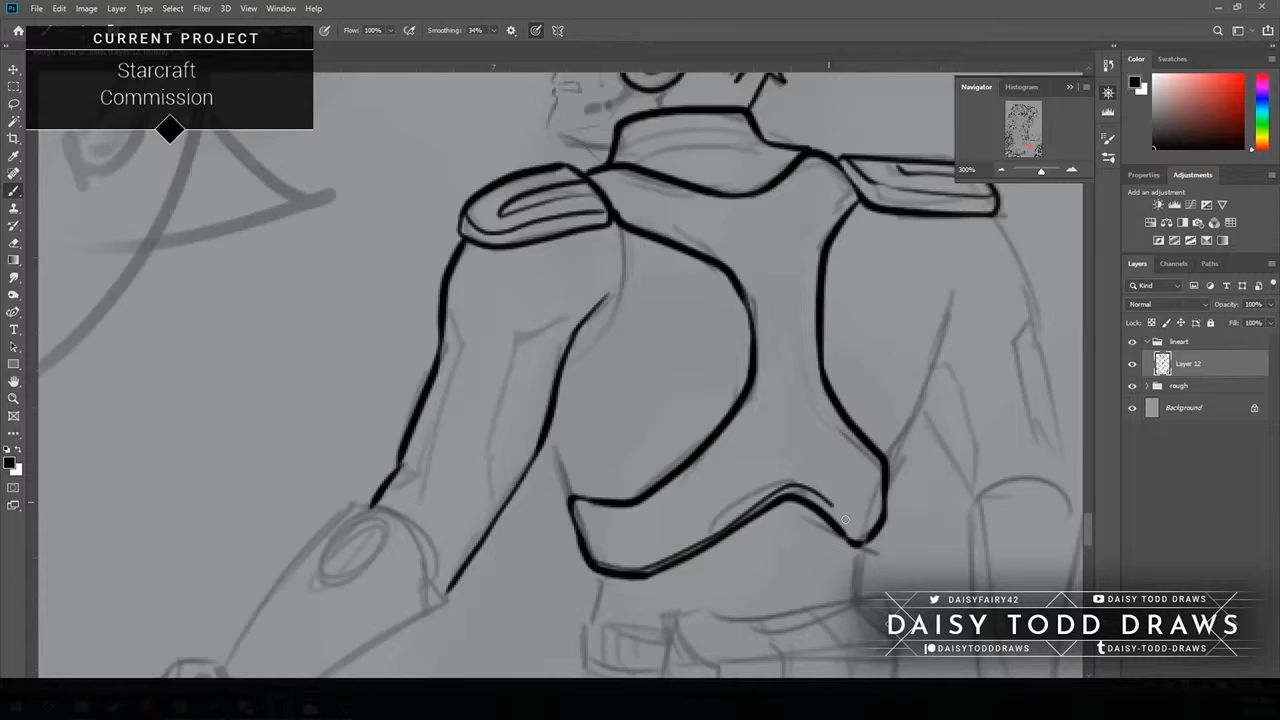 Ps File Edit Image Layer Type Select Filter 3D View Window Help
Flow: 100% Smoothing: 34%
CURRENT PROJECT
Starcraft
Commission
7
Navigator Histogram
300%
Color Swatches
Properties Adjustments
Add an adjustment
Layers Channels Paths
Kind
Normal Opacity: 100%
Lock: Fill: 100%
lineart
Layer 12
rough
Background
DAISYFAIRY42 DAISY TODD DRAWS
DAISY TODD DRAWS
DAISYTODDDRAWS DAISY-TODD-DRAWS